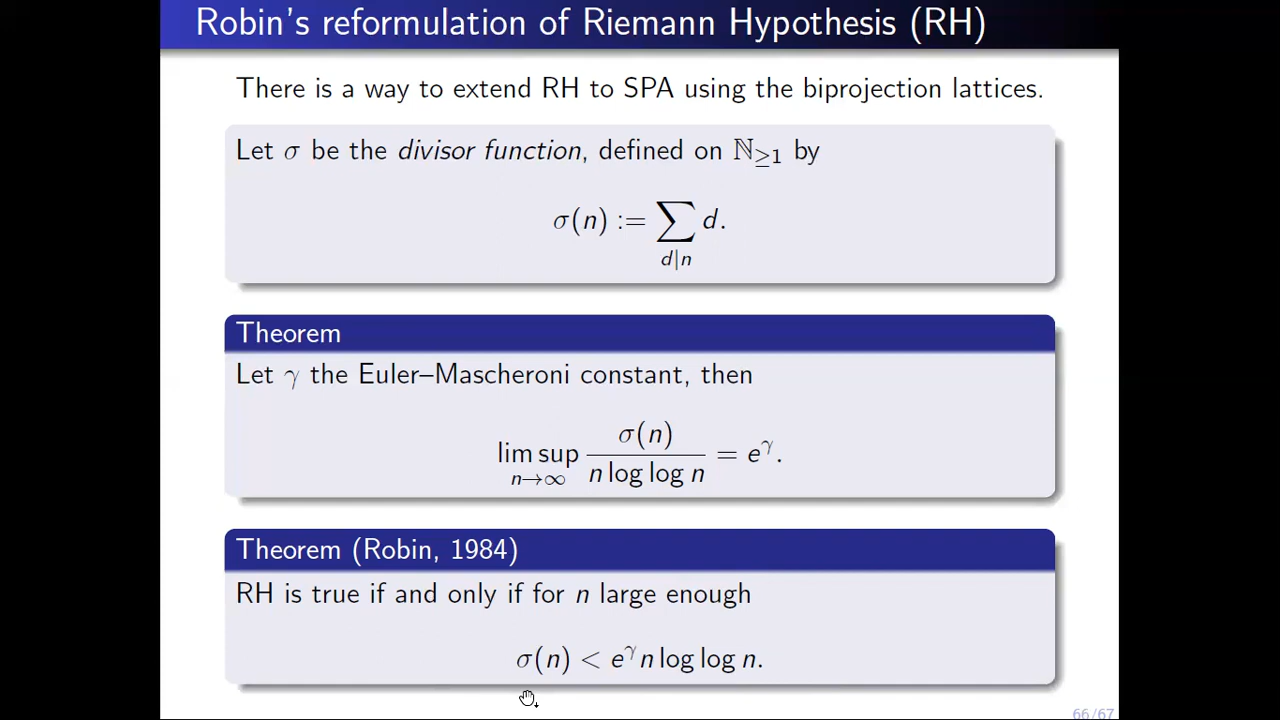 Robin's reformulation of Riemann Hypothesis (RH)
There is a way to extend RH to SPA using the biprojection lattices.
Let σ be the divisor function, defined on ℕ≥1 by
σ(n) := ∑_{d|n} d.
Theorem
Let γ the Euler–Mascheroni constant, then
lim sup_{n→∞} σ(n) / (n log log n) = e^γ.
Theorem (Robin, 1984)
RH is true if and only if for n large enough
σ(n) < e^γ n log log n.
66/67